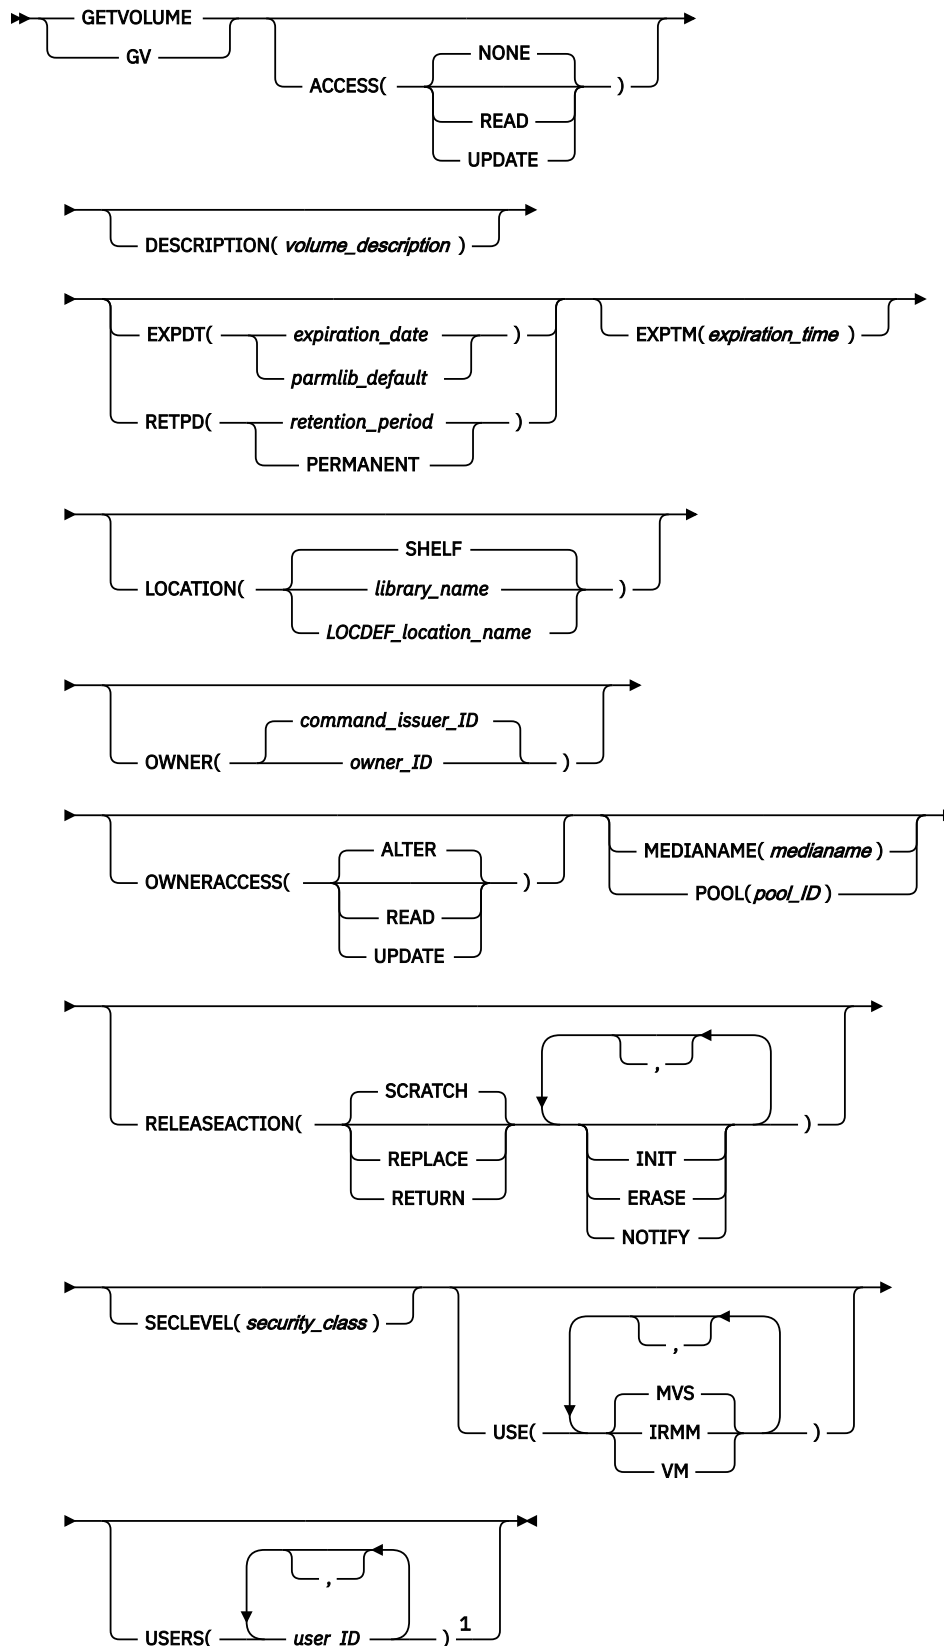 GETVOLUME
GV
NONE
ACCESS( )
READ
UPDATE
DESCRIPTION( volume_description )
EXPDT( expiration_date )
EXPTM( expiration_time )
parmlib_default
RETPD( retention_period )
PERMANENT
SHELF
LOCATION( library_name )
LOCDEF_location_name
command_issuer_ID
OWNER( owner_ID )
ALTER
MEDIANAME( medianame )
OWNERACCESS( )
POOL( pool_ID )
READ
UPDATE
,
SCRATCH
RELEASEACTION( )
REPLACE INIT
RETURN ERASE
NOTIFY
SECLEVEL( security_class )
,
MVS
USE( IRMM )
VM
,
USERS( user_ID ) 1